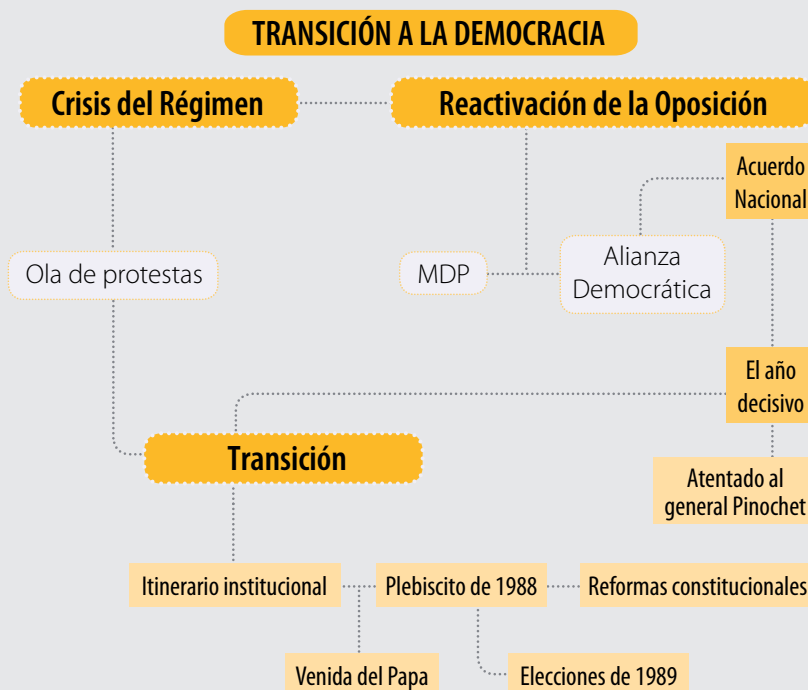 TRANSICIÓN A LA DEMOCRACIA
Crisis del Régimen
Reactivación de la Oposición
Acuerdo
Nacional
Ola de protestas
MDP
Alianza
Democrática
El año
decisivo
Transición
Atentado al
general Pinochet
Itinerario institucional
Plebiscito de 1988
Reformas constitucionales
Venida del Papa
Elecciones de 1989